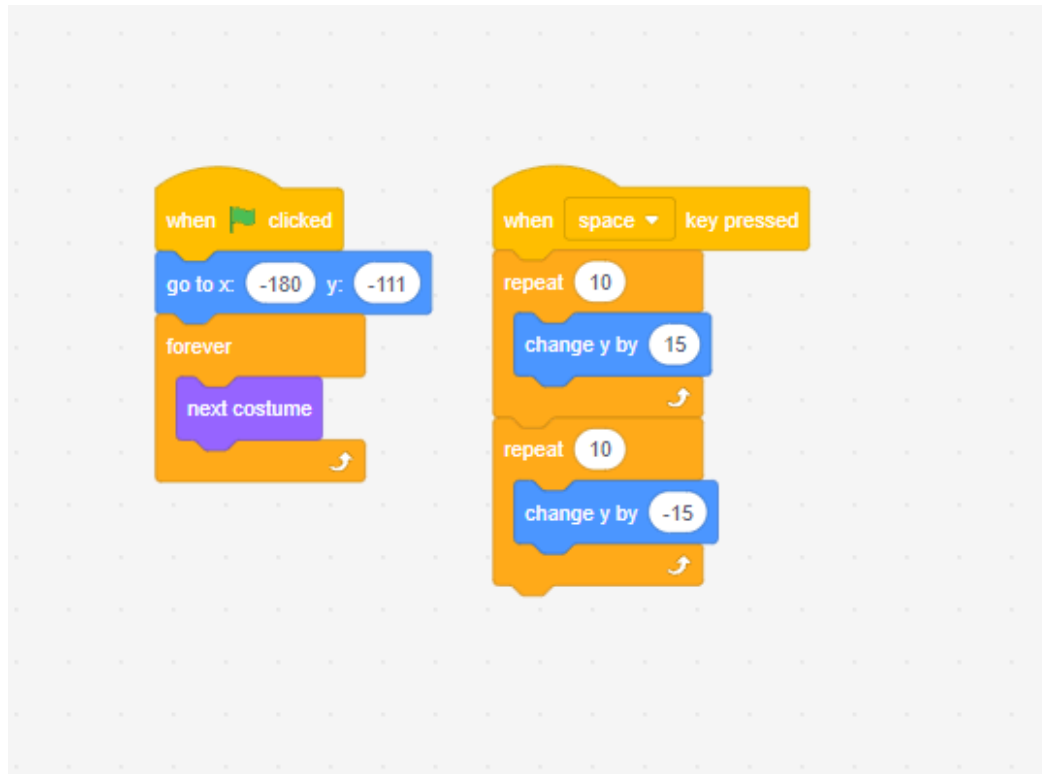 when clicked
go to x: -180 y: -111
forever
next costume
when space key pressed
repeat 10
change y by 15
repeat 10
change y by -15